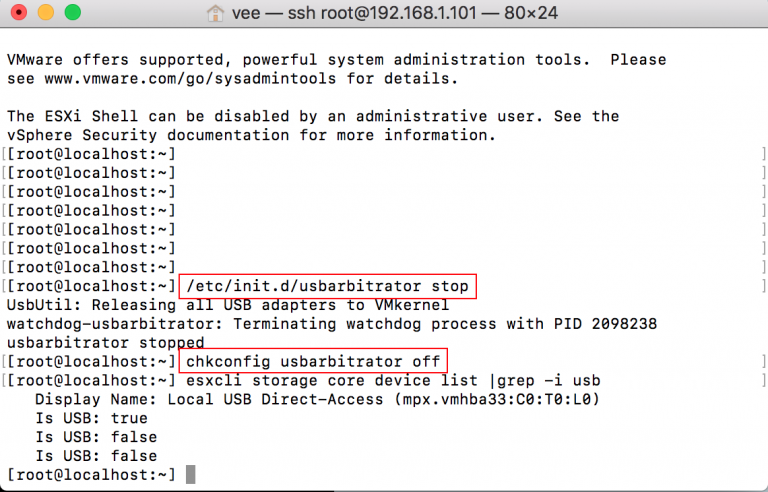 vee — ssh root@192.168.1.101 — 80×24
VMware offers supported, powerful system administration tools.  Please
see www.vmware.com/go/sysadmintools for details.
The ESXi Shell can be disabled by an administrative user. See the
vSphere Security documentation for more information.
[[root@localhost:~] ]
[[root@localhost:~] ]
[[root@localhost:~] ]
[[root@localhost:~] ]
[[root@localhost:~] ]
[[root@localhost:~] ]
[[root@localhost:~] ]
[[root@localhost:~] /etc/init.d/usbarbitrator stop ]
UsbUtil: Releasing all USB adapters to VMkernel
watchdog-usbarbitrator: Terminating watchdog process with PID 2098238
usbarbitrator stopped
[[root@localhost:~] chkconfig usbarbitrator off ]
[[root@localhost:~] esxcli storage core device list |grep -i usb ]
   Display Name: Local USB Direct-Access (mpx.vmhba33:C0:T0:L0)
   Is USB: true
   Is USB: false
   Is USB: false
[root@localhost:~]